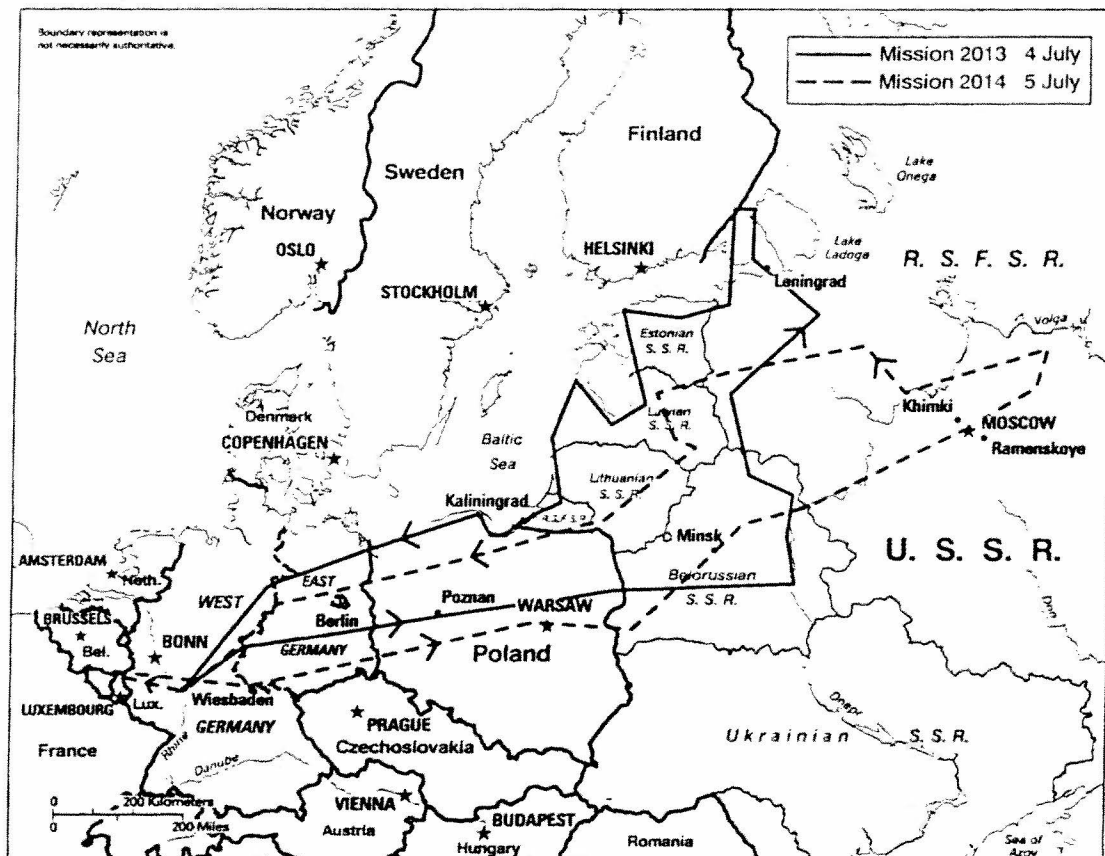 Boundary representation is
not necessarily authoritative.
Mission 2013 4 July
Mission 2014 5 July
Finland
Sweden
Norway
OSLO
HELSINKI
STOCKHOLM
Lake
Onega
Lake
Ladoga
Leningrad
R. S. F. S. R.
Volga
North
Sea
Estonian
S. S. R.
Latvian
S. S. R.
Khimki
MOSCOW
Ramenskoye
Denmark
COPENHAGEN
Baltic
Sea
Lithuanian
S. S. R.
Kaliningrad
R.S.F.S.R.
Minsk
U. S. S. R.
AMSTERDAM
Neth.
WEST
EAST
Berlin
Poznan
WARSAW
Belorussian
S. S. R.
Don
BRUSSELS
Bel.
BONN
GERMANY
Poland
LUXEMBOURG
Lux.
Wiesbaden
GERMANY
PRAGUE
Czechoslovakia
France
Rhine
Danube
Dnepr
Ukrainian S. S. R.
0 200 Kilometers
0 200 Miles
VIENNA
Austria
BUDAPEST
Hungary
Romania
Sea of
Azov